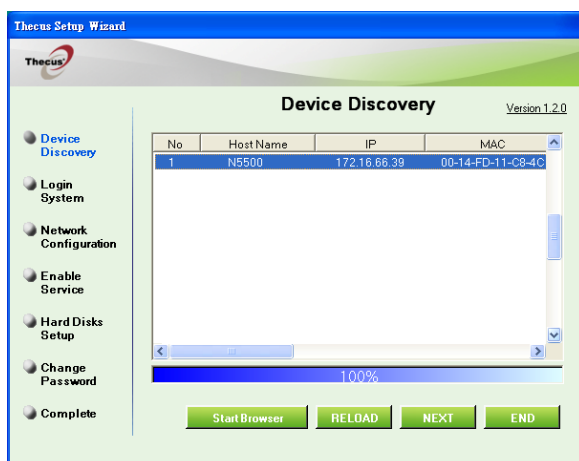 Thecus Setup Wizard
Thecus
Device Discovery
Version 1.2.0
Device
Discovery
Login
System
Network
Configuration
Enable
Service
Hard Disks
Setup
Change
Password
Complete
No Host Name IP MAC
1 N5500 172.16.66.39 00-14-FD-11-C8-4C
100%
Start Browser RELOAD NEXT END